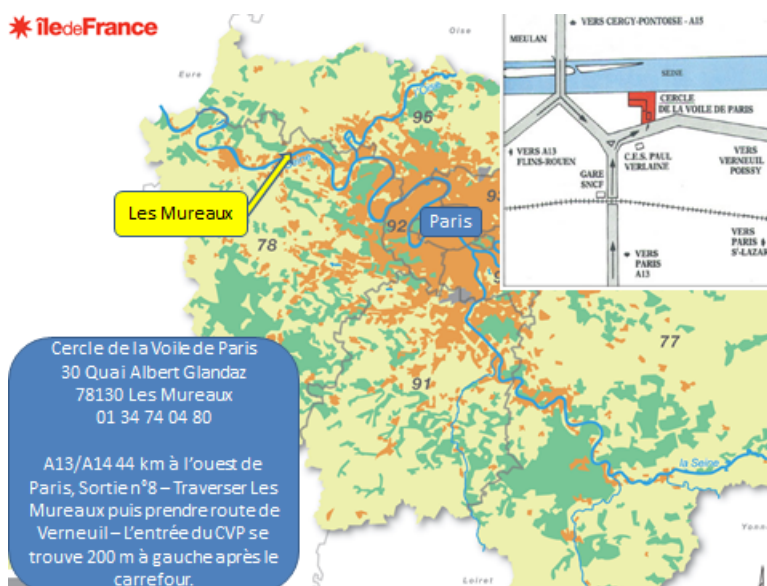 île de France
Oise
Eure
l'Oise
95
Les Mureaux
92
Paris
78
91
77
la Seine
Loiret
VERS CERGY-PONTOISE - A15
MEULAN
SEINE
CERCLE
DE LA VOILE DE PARIS
VERS A13
FLINS-ROUEN
C.E.S. PAUL
VERLAINE
VERS
VERNEUIL
POISSY
GARE
SNCF
VERS
PARIS
A13
VERS
PARIS
Cercle de la Voile de Paris
30 Quai Albert Glandaz
78130 Les Mureaux
01 34 74 04 80
A13/A14 44 km à l'ouest de
Paris, Sortie n°8 – Traverser Les
Mureaux puis prendre route de
Verneuil – L'entrée du CVP se
trouve 200 m à gauche après le
carrefour.